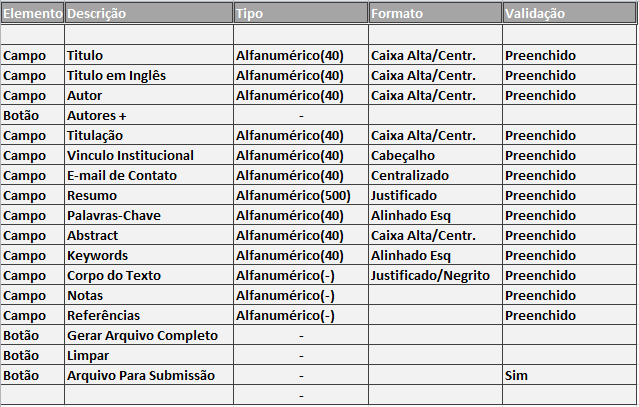 Elemento Descrição Tipo Formato Validação
Campo Titulo Alfanumérico(40) Caixa Alta/Centr. Preenchido
Campo Titulo em Inglês Alfanumérico(40) Caixa Alta/Centr. Preenchido
Campo Autor Alfanumérico(40) Caixa Alta/Centr. Preenchido
Botão Autores + -
Campo Titulação Alfanumérico(40) Caixa Alta/Centr. Preenchido
Campo Vinculo Institucional Alfanumérico(40) Cabeçalho Preenchido
Campo E-mail de Contato Alfanumérico(40) Centralizado Preenchido
Campo Resumo Alfanumérico(500) Justificado Preenchido
Campo Palavras-Chave Alfanumérico(40) Alinhado Esq Preenchido
Campo Abstract Alfanumérico(40) Caixa Alta/Centr. Preenchido
Campo Keywords Alfanumérico(40) Alinhado Esq Preenchido
Campo Corpo do Texto Alfanumérico(-) Justificado/Negrito Preenchido
Campo Notas Alfanumérico(-) Preenchido
Campo Referências Alfanumérico(-) Preenchido
Botão Gerar Arquivo Completo -
Botão Limpar -
Botão Arquivo Para Submissão - Sim
-